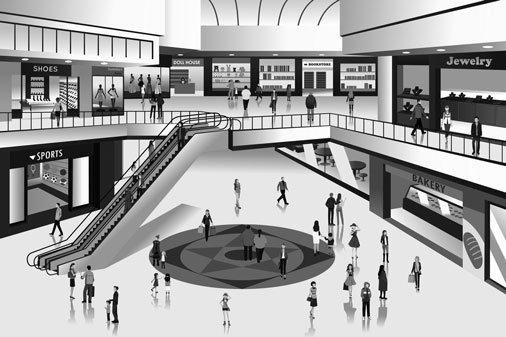 SHOES
DOLL HOUSE
BOOKSTORE
Jewelry
SPORTS
BAKERY